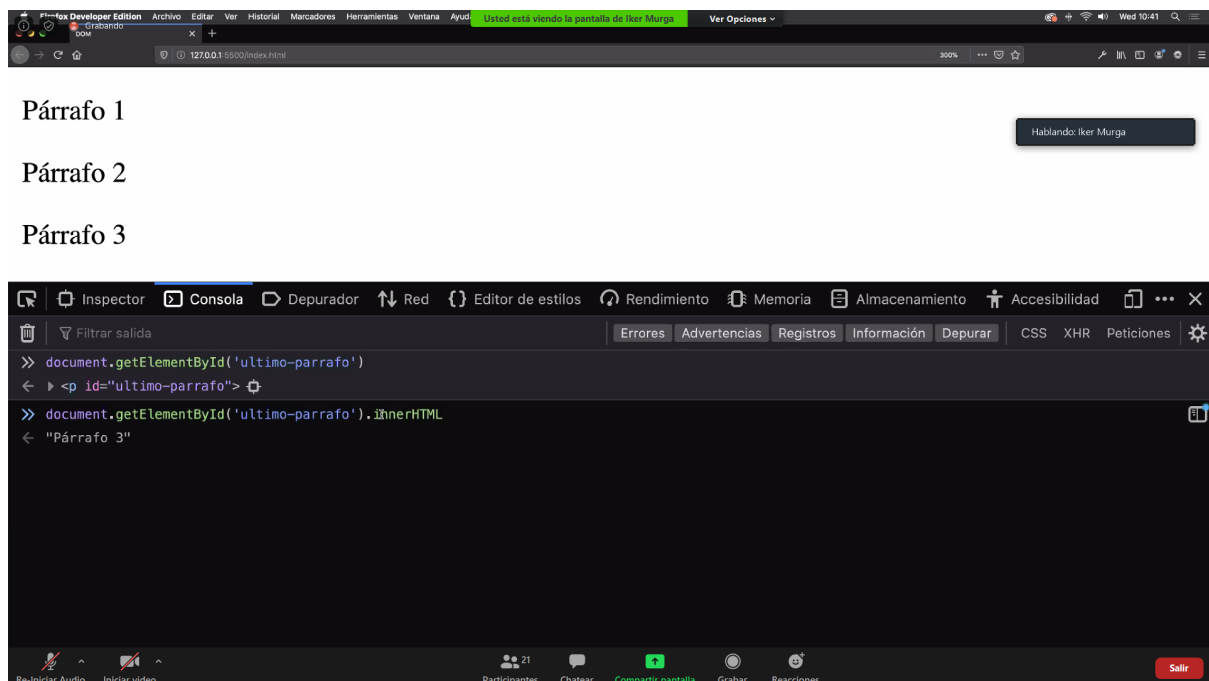 Firefox Developer Edition Archivo Editar Ver Historial Marcadores Herramientas Ventana Ayud
Usted está viendo la pantalla de Iker Murga Ver Opciones
Wed 10:41
Grabando
DOM
127.0.0.1:5500/index.html 300%
Párrafo 1
Hablando: Iker Murga
Párrafo 2
Párrafo 3
Inspector Consola Depurador Red Editor de estilos Rendimiento Memoria Almacenamiento Accesibilidad
Filtrar salida Errores Advertencias Registros Información Depurar CSS XHR Peticiones
document.getElementById('ultimo-parrafo')
<p id="ultimo-parrafo">
document.getElementById('ultimo-parrafo').innerHTML
"Párrafo 3"
21
Re-Iniciar Audio Iniciar video Participantes Chatear Compartir pantalla Grabar Reacciones
Salir